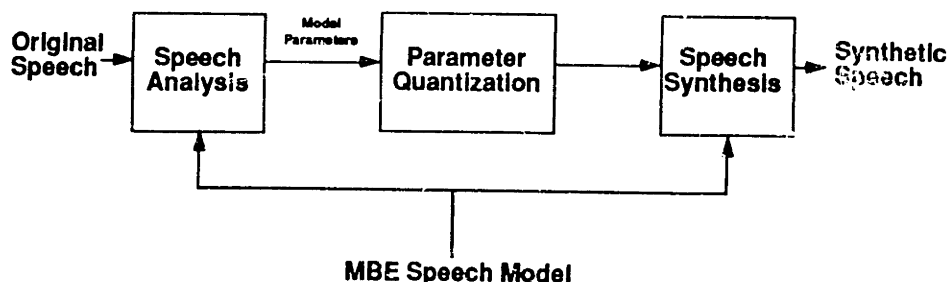 Original
Speech
Speech
Analysis
Model
Parameters
Parameter
Quantization
Speech
Synthesis
Synthetic
Speech
MBE Speech Model